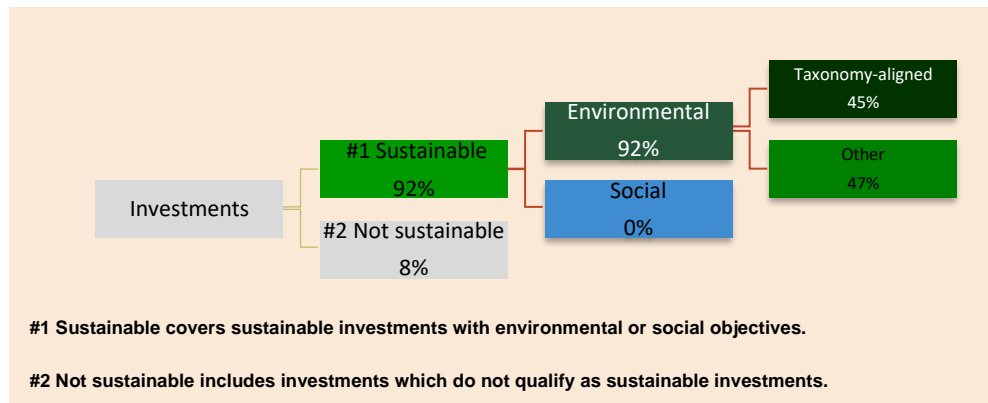 Investments
#1 Sustainable
92%
#2 Not sustainable
8%
Environmental
92%
Social
0%
Taxonomy-aligned
45%
Other
47%
#1 Sustainable covers sustainable investments with environmental or social objectives.
#2 Not sustainable includes investments which do not qualify as sustainable investments.